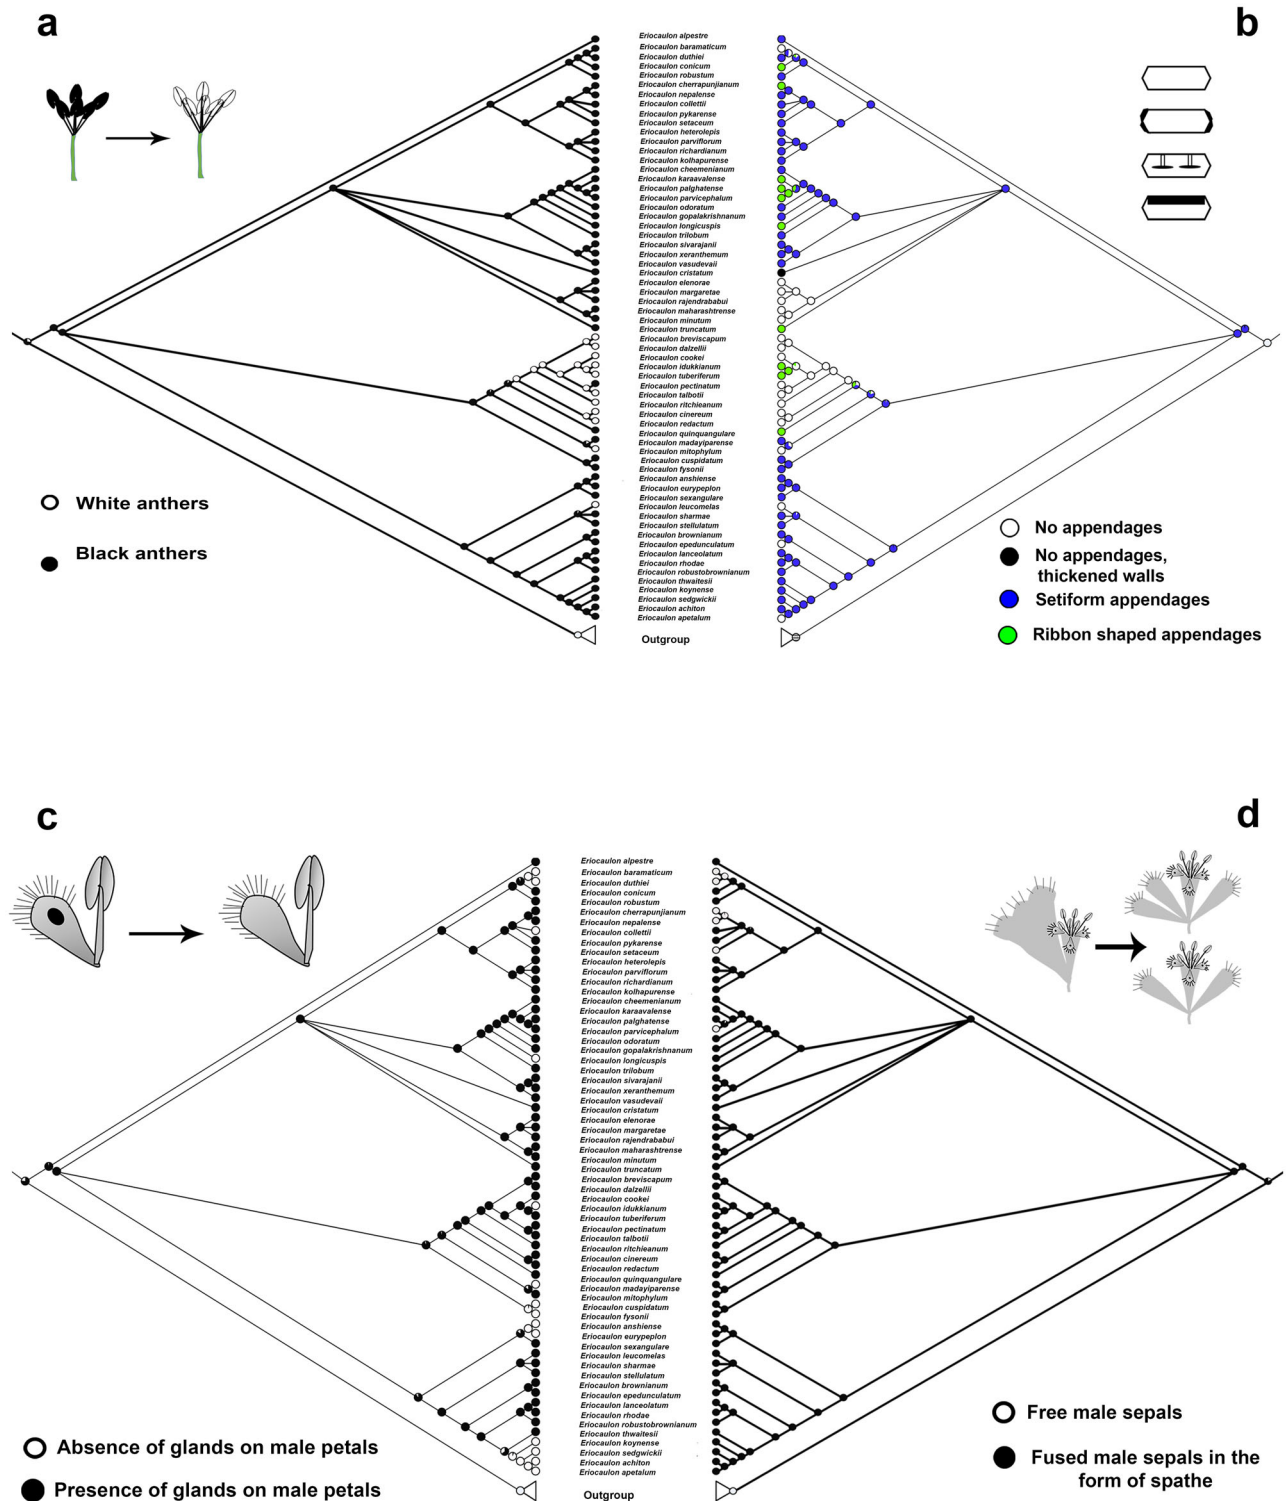 a
b
Eriocaulon alpestre
Eriocaulon baramaticum
Eriocaulon duthiei
Eriocaulon conicum
Eriocaulon robustum
Eriocaulon cherrapunjianum
Eriocaulon nepalense
Eriocaulon collettii
Eriocaulon pykarense
Eriocaulon setaceum
Eriocaulon heterolepis
Eriocaulon parviflorum
Eriocaulon richardianum
Eriocaulon kolhapurense
Eriocaulon cheemenianum
Eriocaulon karaavalense
Eriocaulon palghatense
Eriocaulon parvicephalum
Eriocaulon odoratum
Eriocaulon gopalakrishnanum
Eriocaulon longicuspis
Eriocaulon trilobum
Eriocaulon sivarajanii
Eriocaulon xeranthemum
Eriocaulon vasudevaii
Eriocaulon cristatum
Eriocaulon elenorae
Eriocaulon margaretae
Eriocaulon rajendrababui
Eriocaulon maharashtrense
Eriocaulon minutum
Eriocaulon truncatum
Eriocaulon breviscapum
Eriocaulon dalzellii
Eriocaulon cookei
Eriocaulon idukkianum
Eriocaulon tuberiferum
Eriocaulon pectinatum
Eriocaulon talbotii
Eriocaulon ritchieanum
Eriocaulon cinereum
Eriocaulon redactum
Eriocaulon quinquangulare
Eriocaulon madayiparense
Eriocaulon mitophylum
Eriocaulon cuspidatum
Eriocaulon fysonii
Eriocaulon anshiense
Eriocaulon eurypeplon
Eriocaulon sexangulare
Eriocaulon leucomelas
Eriocaulon sharmae
Eriocaulon stellulatum
Eriocaulon brownianum
Eriocaulon epedunculatum
Eriocaulon lanceolatum
Eriocaulon rhodae
Eriocaulon robustobrownianum
Eriocaulon thwaitesii
Eriocaulon koynense
Eriocaulon sedgwickii
Eriocaulon achiton
Eriocaulon apetalum
Outgroup
White anthers
Black anthers
No appendages
No appendages,
thickened walls
Setiform appendages
Ribbon shaped appendages
c
d
Eriocaulon alpestre
Eriocaulon baramaticum
Eriocaulon duthiei
Eriocaulon conicum
Eriocaulon robustum
Eriocaulon cherrapunjianum
Eriocaulon nepalense
Eriocaulon collettii
Eriocaulon pykarense
Eriocaulon setaceum
Eriocaulon heterolepis
Eriocaulon parviflorum
Eriocaulon richardianum
Eriocaulon kolhapurense
Eriocaulon cheemenianum
Eriocaulon karaavalense
Eriocaulon palghatense
Eriocaulon parvicephalum
Eriocaulon odoratum
Eriocaulon gopalakrishnanum
Eriocaulon longicuspis
Eriocaulon trilobum
Eriocaulon sivarajanii
Eriocaulon xeranthemum
Eriocaulon vasudevaii
Eriocaulon cristatum
Eriocaulon elenorae
Eriocaulon margaretae
Eriocaulon rajendrababui
Eriocaulon maharashtrense
Eriocaulon minutum
Eriocaulon truncatum
Eriocaulon breviscapum
Eriocaulon dalzellii
Eriocaulon cookei
Eriocaulon idukkianum
Eriocaulon tuberiferum
Eriocaulon pectinatum
Eriocaulon talbotii
Eriocaulon ritchieanum
Eriocaulon cinereum
Eriocaulon redactum
Eriocaulon quinquangulare
Eriocaulon madayiparense
Eriocaulon mitophylum
Eriocaulon cuspidatum
Eriocaulon fysonii
Eriocaulon anshiense
Eriocaulon eurypeplon
Eriocaulon sexangulare
Eriocaulon leucomelas
Eriocaulon sharmae
Eriocaulon stellulatum
Eriocaulon brownianum
Eriocaulon epedunculatum
Eriocaulon lanceolatum
Eriocaulon rhodae
Eriocaulon robustobrownianum
Eriocaulon thwaitesii
Eriocaulon koynense
Eriocaulon sedgwickii
Eriocaulon achiton
Eriocaulon apetalum
Outgroup
Absence of glands on male petals
Presence of glands on male petals
Free male sepals
Fused male sepals in the
form of spathe